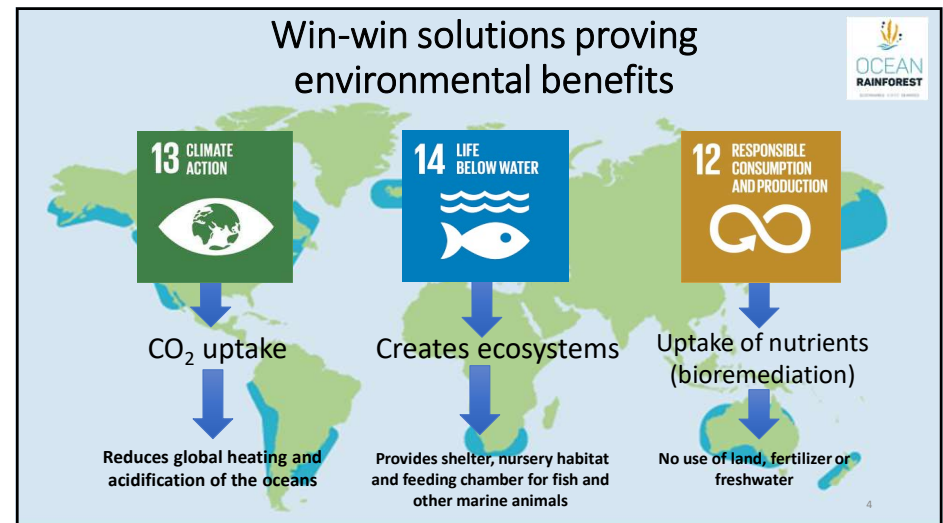 Win-win solutions proving
environmental benefits
OCEAN
RAINFOREST
13 CLIMATE
ACTION
14 LIFE
BELOW WATER
12 RESPONSIBLE
CONSUMPTION
AND PRODUCTION
CO₂ uptake
Creates ecosystems
Uptake of nutrients
(bioremediation)
Reduces global heating and
acidification of the oceans
Provides shelter, nursery habitat
and feeding chamber for fish and
other marine animals
No use of land, fertilizer or
freshwater
4